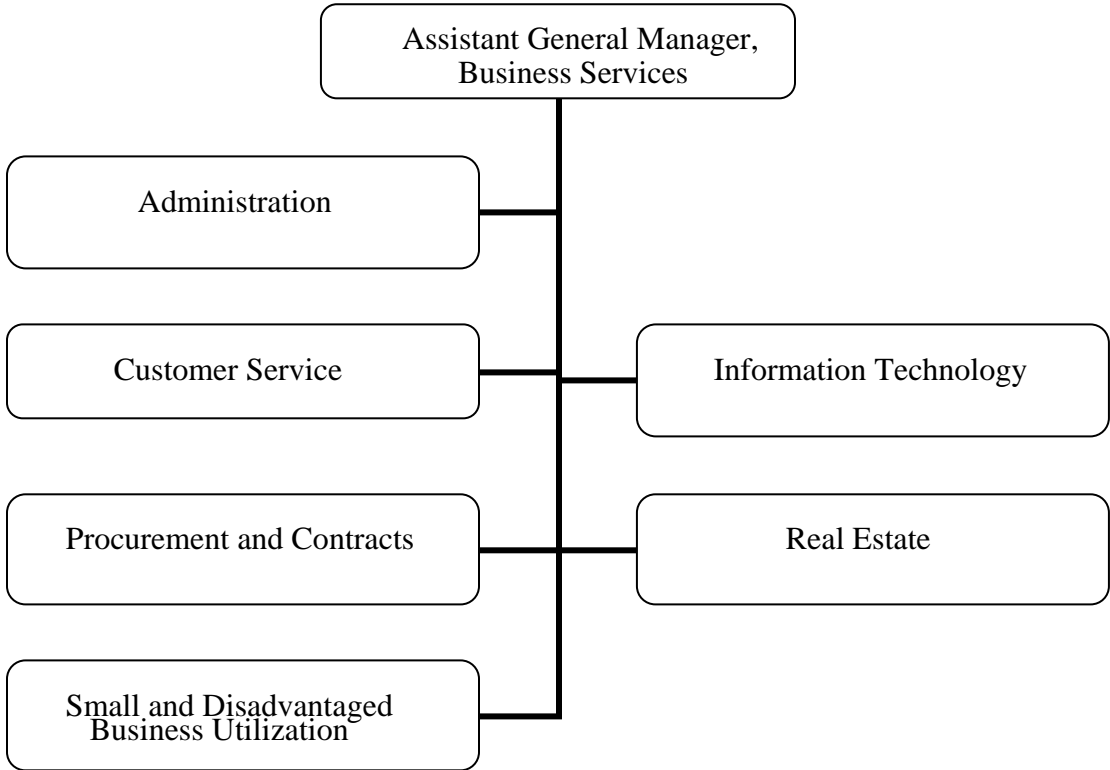 Assistant General Manager,
Business Services
Administration
Customer Service
Information Technology
Procurement and Contracts
Real Estate
Small and Disadvantaged
Business Utilization